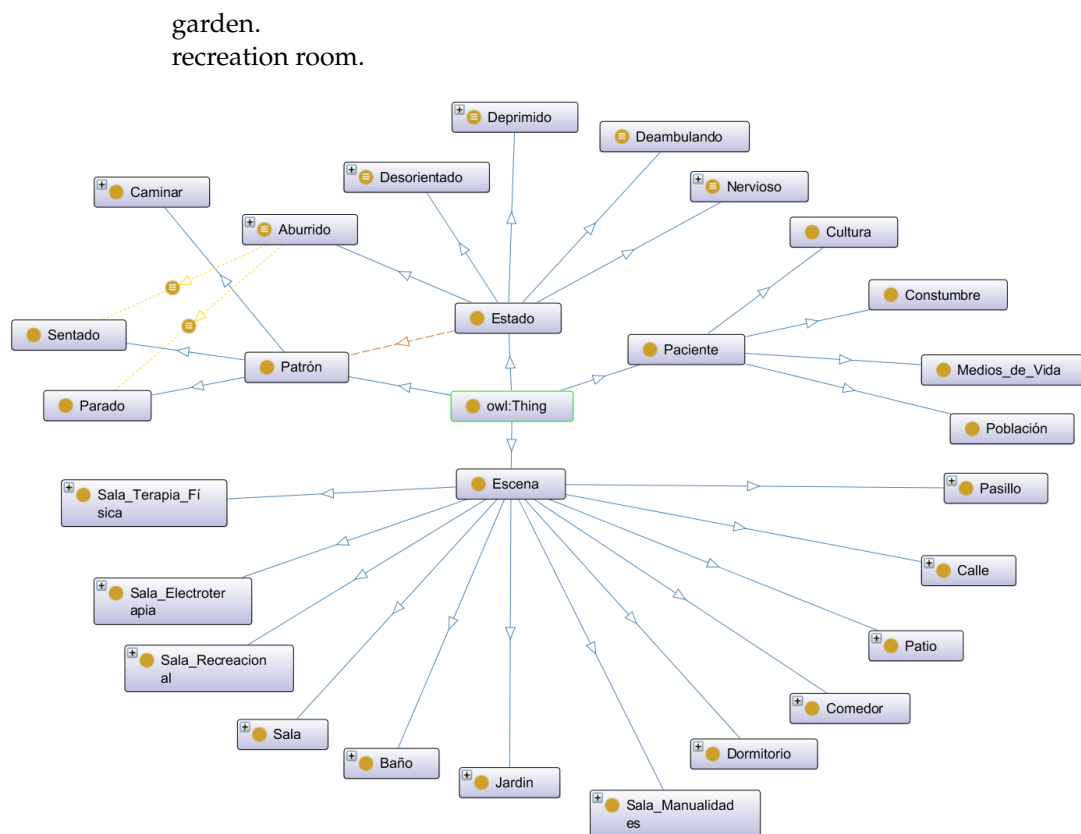 garden.
recreation room.
Deprimido
Deambulando
Desorientado
Nervioso
Caminar
Aburrido
Cultura
Constumbre
Estado
Sentado
Paciente
Patrón
Medios_de_Vida
Parado
owl:Thing
Población
Escena
Pasillo
Sala_Terapia_Fí
sica
Calle
Sala_Electroter
apia
Patio
Sala_Recreacion
al
Comedor
Sala
Dormitorio
Baño
Jardin
Sala_Manualidad
es